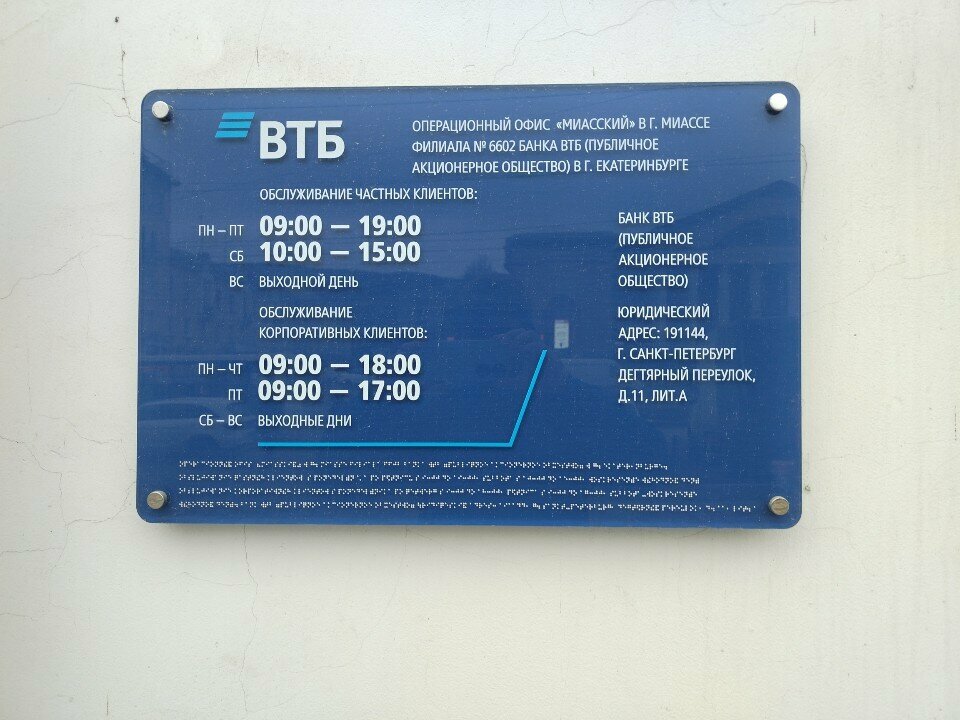 ВТБ
ОПЕРАЦИОННЫЙ ОФИС «МИАССКИЙ» В Г. МИАССЕ
ФИЛИАЛА № 6602 БАНКА ВТБ (ПУБЛИЧНОЕ
АКЦИОНЕРНОЕ ОБЩЕСТВО) В Г. ЕКАТЕРИНБУРГЕ
ОБСЛУЖИВАНИЕ ЧАСТНЫХ КЛИЕНТОВ:
ПН – ПТ 09:00 — 19:00
СБ 10:00 — 15:00
ВС ВЫХОДНОЙ ДЕНЬ
ОБСЛУЖИВАНИЕ
КОРПОРАТИВНЫХ КЛИЕНТОВ:
ПН – ЧТ 09:00 — 18:00
ПТ 09:00 — 17:00
СБ – ВС ВЫХОДНЫЕ ДНИ
БАНК ВТБ
(ПУБЛИЧНОЕ
АКЦИОНЕРНОЕ
ОБЩЕСТВО)
ЮРИДИЧЕСКИЙ
АДРЕС: 191144,
Г. САНКТ-ПЕТЕРБУРГ
ДЕГТЯРНЫЙ ПЕРЕУЛОК,
Д.11, ЛИТ.А